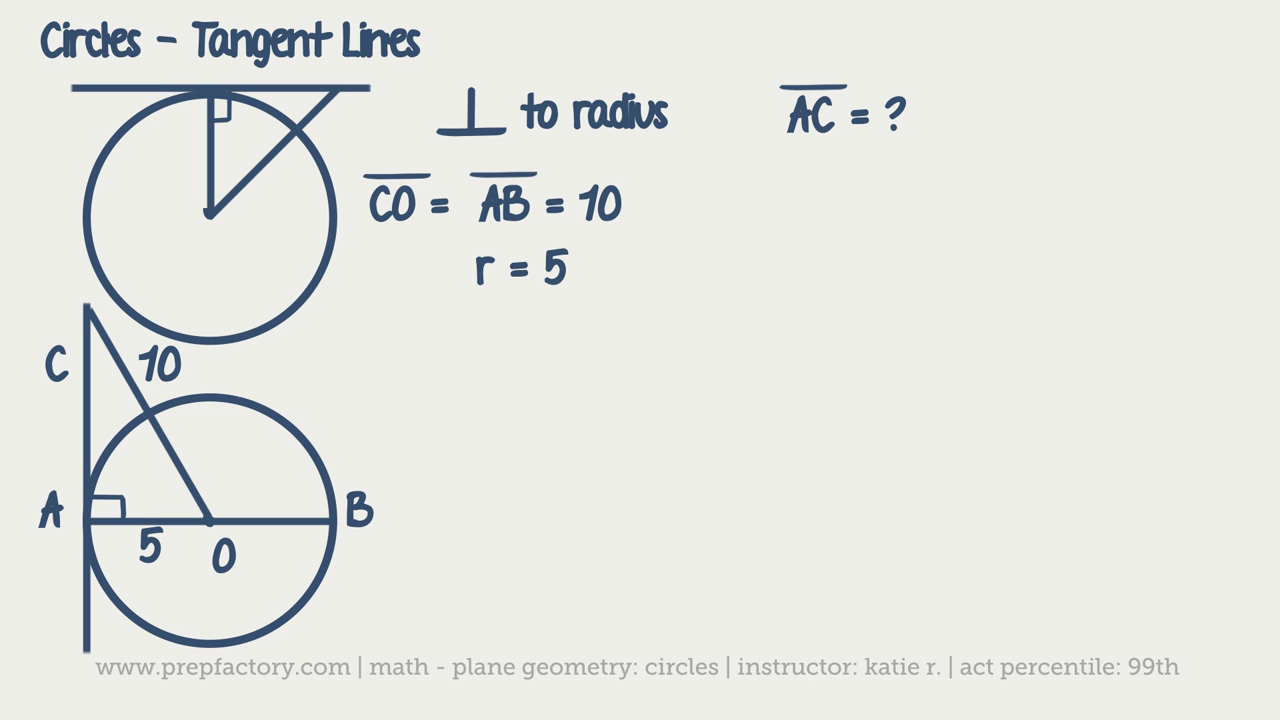 Circles - Tangent Lines
⊥ to radius
AC = ?
CO = AB = 10
r = 5
C
10
A
B
5
O
www.prepfactory.com | math - plane geometry: circles | instructor: katie r. | act percentile: 99th